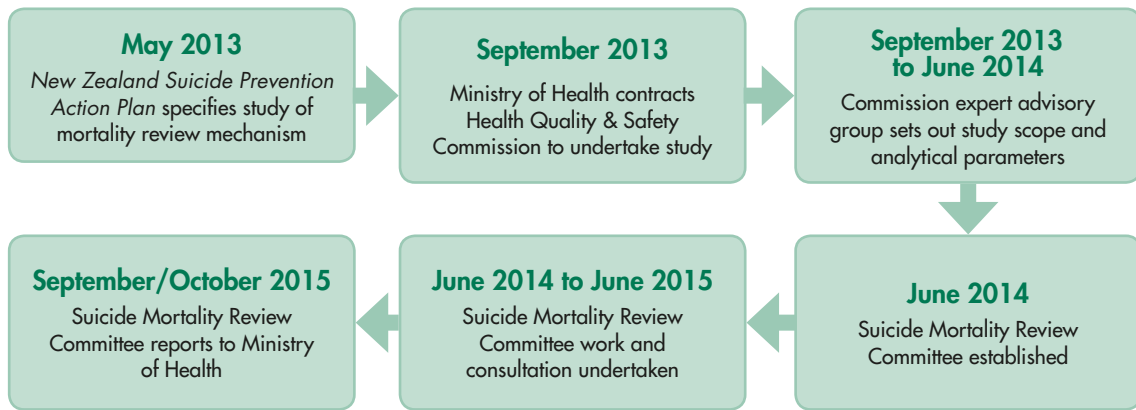 May 2013
New Zealand Suicide Prevention
Action Plan specifies study of
mortality review mechanism
September 2013
Ministry of Health contracts
Health Quality & Safety
Commission to undertake study
September 2013
to June 2014
Commission expert advisory
group sets out study scope and
analytical parameters
June 2014
Suicide Mortality Review
Committee established
June 2014 to June 2015
Suicide Mortality Review
Committee work and
consultation undertaken
September/October 2015
Suicide Mortality Review
Committee reports to Ministry
of Health